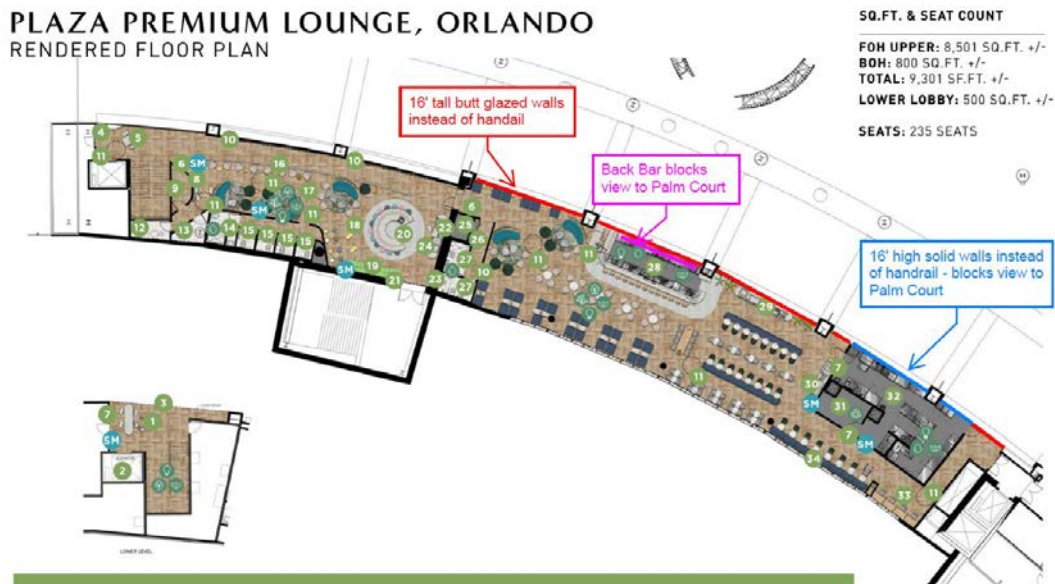 PLAZA PREMIUM LOUNGE, ORLANDO
RENDERED FLOOR PLAN
SQ.FT. & SEAT COUNT
FOH UPPER: 8,501 SQ.FT. +/-
BOH: 800 SQ.FT. +/-
TOTAL: 9,301 SF.FT. +/-
LOWER LOBBY: 500 SQ.FT. +/-
SEATS: 235 SEATS
16' tall butt glazed walls
instead of handail
Back Bar blocks
view to Palm Court
16' high solid walls instead
of handrail - blocks view to
Palm Court
4
5
11
10
10
6
SM
8
9
16
11
17
11
SM
11
12
13
14
15
15
15
15
18
20
SM
19
21
22
24
6
25
26
27
23
27
10
11
11
28
29
11
7
30
SM
31
32
7
SM
34
33
11
3
7
1
SM
2
LOWER LEVEL